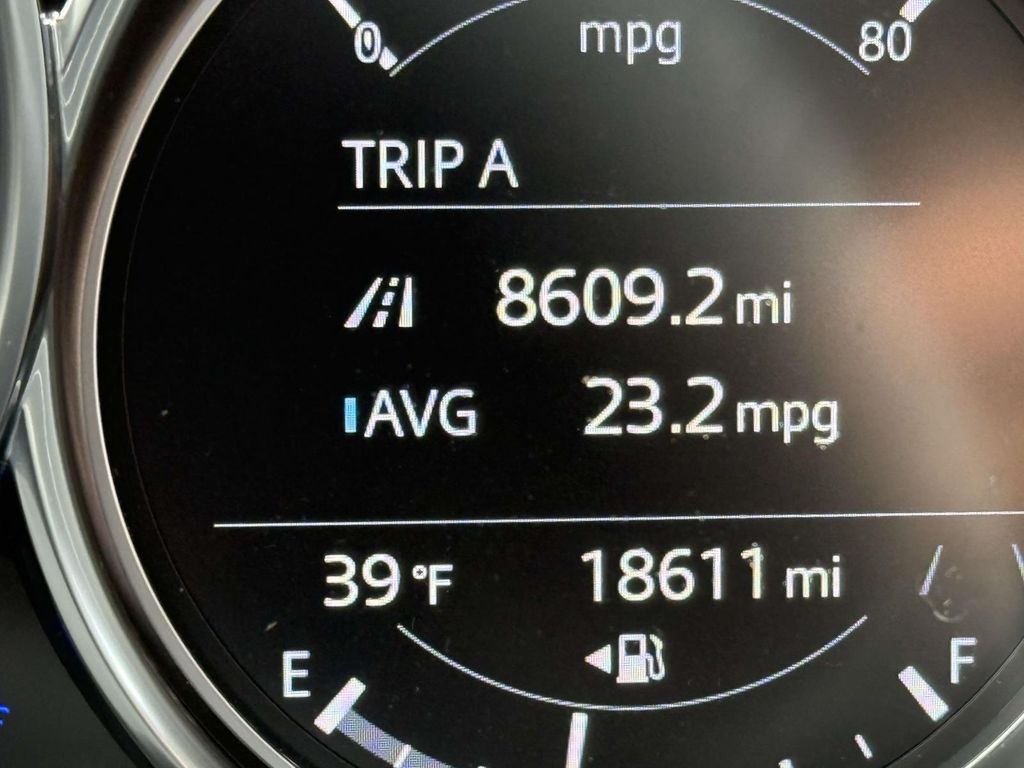 0 mpg 80
TRIP A
8609.2 mi
AVG 23.2 mpg
39 °F 18611 mi
E F